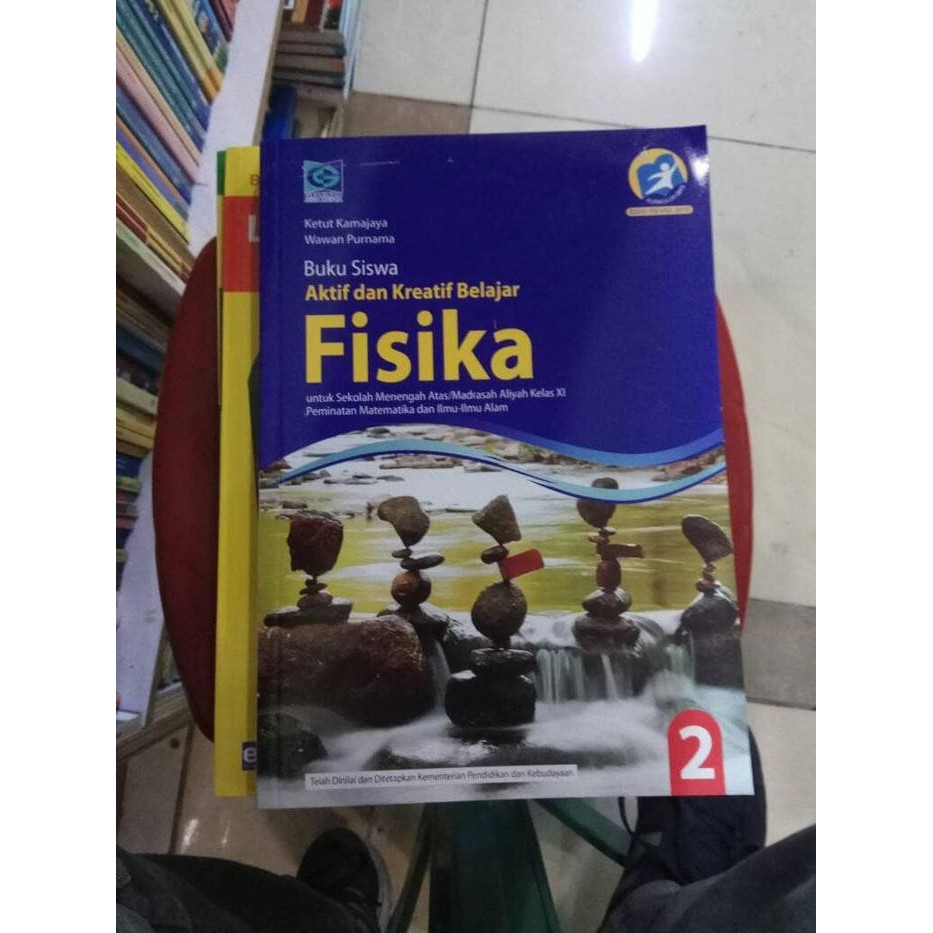 Ketut Kamajaya
Wawan Purnama
Buku Siswa
Aktif dan Kreatif Belajar
Fisika
untuk Sekolah Menengah Atas/Madrasah Aliyah Kelas XI
Peminatan Matematika dan Ilmu-Ilmu Alam
2
Telah Dinilai dan Ditetapkan Kementerian Pendidikan dan Kebudayaan